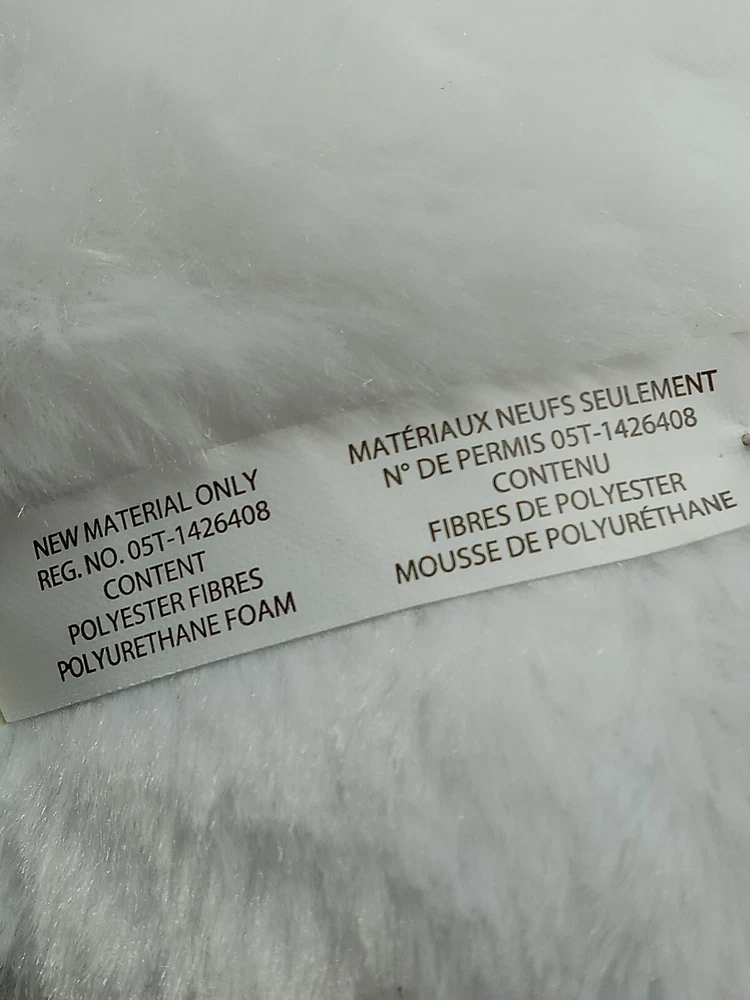 NEW MATERIAL ONLY
REG. NO. 05T-1426408
CONTENT
POLYESTER FIBRES
POLYURETHANE FOAM
MATÉRIAUX NEUFS SEULEMENT
N° DE PERMIS 05T-1426408
CONTENU
FIBRES DE POLYESTER
MOUSSE DE POLYURÉTHANE